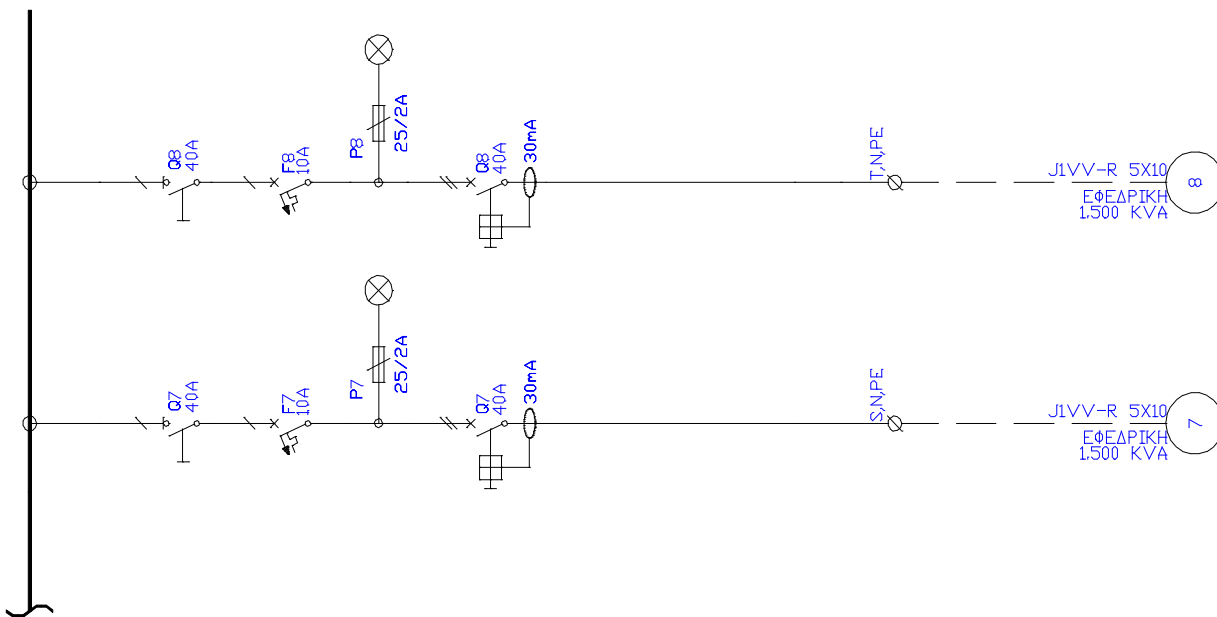 Q8
40A
F8
10A
P8
25/2A
Q8
40A
30mA
T,N,PE
J1VV-R 5X10
ΕΦΕΔΡΙΚΗ
1.500 KVA
8
Q7
40A
F7
10A
P7
25/2A
Q7
40A
30mA
S,N,PE
J1VV-R 5X10
ΕΦΕΔΡΙΚΗ
1.500 KVA
7